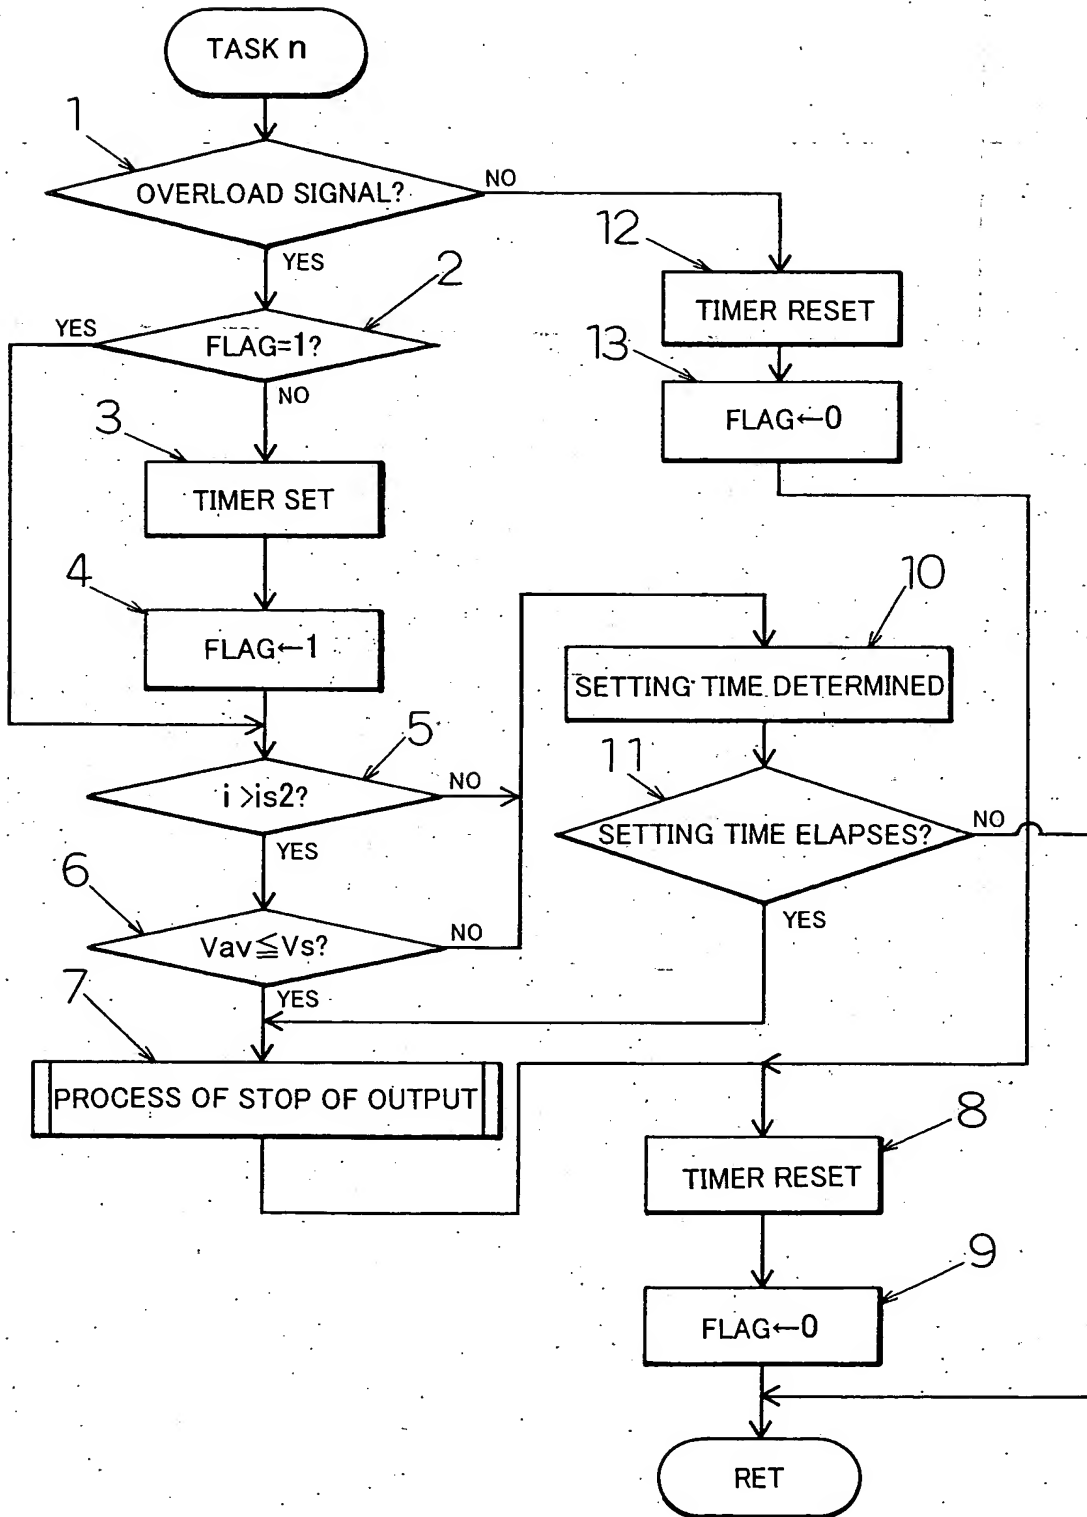 TASK n
1
OVERLOAD SIGNAL?
NO
YES
12
TIMER RESET
2
YES
FLAG=1?
NO
13
FLAG←0
3
TIMER SET
4
FLAG←1
10
SETTING TIME DETERMINED
5
i >is2?
NO
YES
11
SETTING TIME ELAPSES?
NO
YES
6
Vav≦Vs?
NO
YES
7
PROCESS OF STOP OF OUTPUT
8
TIMER RESET
9
FLAG←0
RET